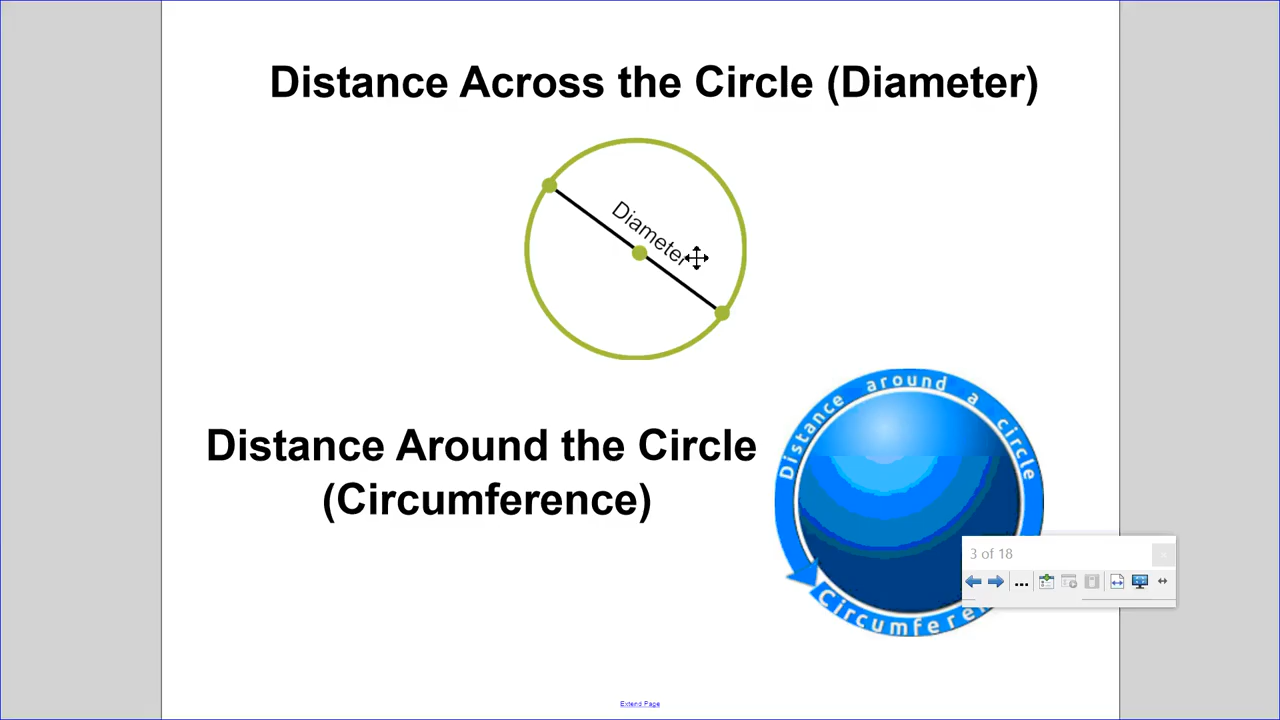 Distance Across the Circle (Diameter)
Diameter
Distance around a circle
Distance Around the Circle
(Circumference)
3 of 18
Extend Page